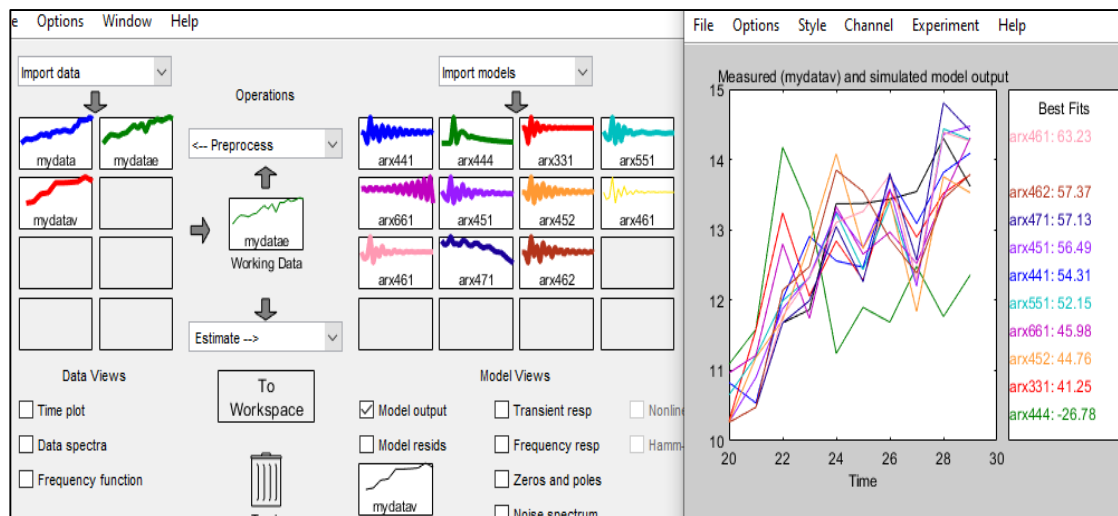 e Options Window Help
Import data
Import models
Operations
mydata mydatae
<-- Preprocess
arx441 arx444 arx331 arx551
mydatav
mydatae
arx661 arx451 arx452 arx461
Working Data
arx461 arx471 arx462
Estimate -->
Data Views
To
Workspace
Model Views
Time plot
Data spectra
Frequency function
Model output Transient resp Nonline
Model resids Frequency resp Hamm-
Zeros and poles
mydatav
Noise spectrum
File Options Style Channel Experiment Help
Measured (mydatav) and simulated model output
15
14
13
12
11
10
20 22 24 26 28 30
Time
Best Fits
arx461: 63.23
arx462: 57.37
arx471: 57.13
arx451: 56.49
arx441: 54.31
arx551: 52.15
arx661: 45.98
arx452: 44.76
arx331: 41.25
arx444: -26.78